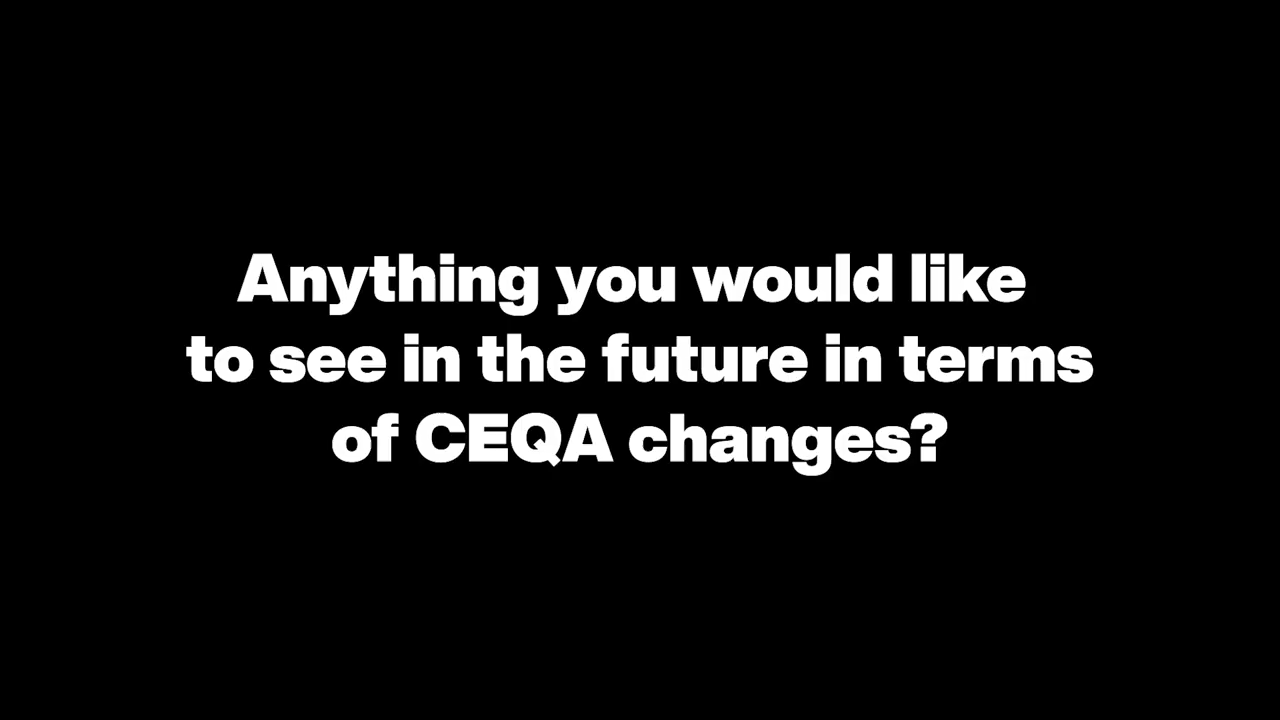 Anything you would like
to see in the future in terms
of CEQA changes?